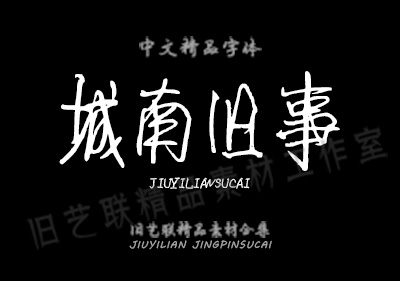 中文精品字体
城南旧事
JIUYILIANSUCAI
旧艺联精品素材工作室
旧艺联精品素材合集
JIUYILIAN JINGPINSUCAI